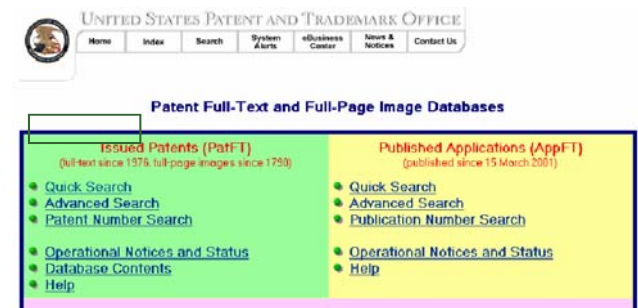 UNITED STATES PATENT AND TRADEMARK OFFICE
Home Index Search System Alerts eBusiness Center News & Notices Contact Us
Patent Full-Text and Full-Page Image Databases
Issued Patents (PatFT)
(full-text since 1976, full-page images since 1790)
Quick Search
Advanced Search
Patent Number Search
Operational Notices and Status
Database Contents
Help
Published Applications (AppFT)
(published since 15 March 2001)
Quick Search
Advanced Search
Publication Number Search
Operational Notices and Status
Help